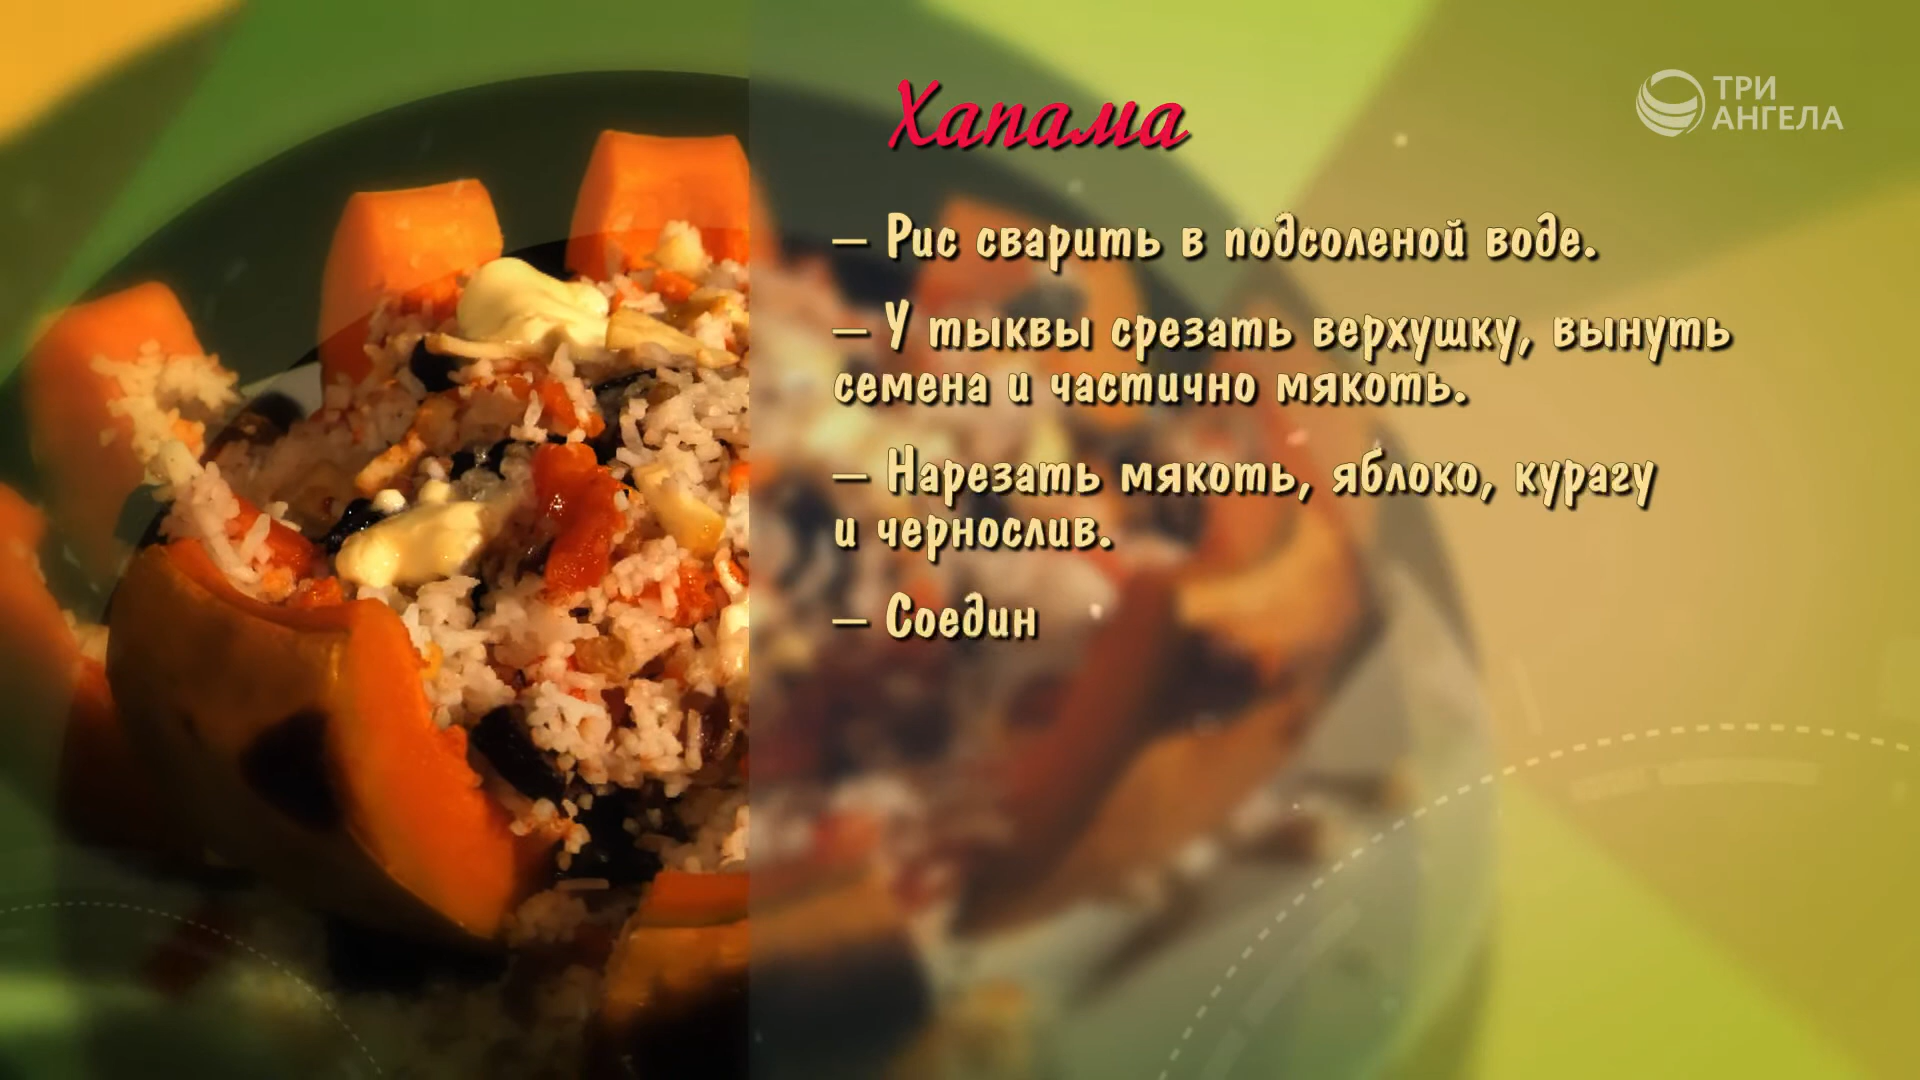 Хапама
ТРИ
АНГЕЛА
– Рис сварить в подсоленой воде.
– У тыквы срезать верхушку, вынуть
семена и частично мякоть.
– Нарезать мякоть, яблоко, курагу
и чернослив.
– Соедин